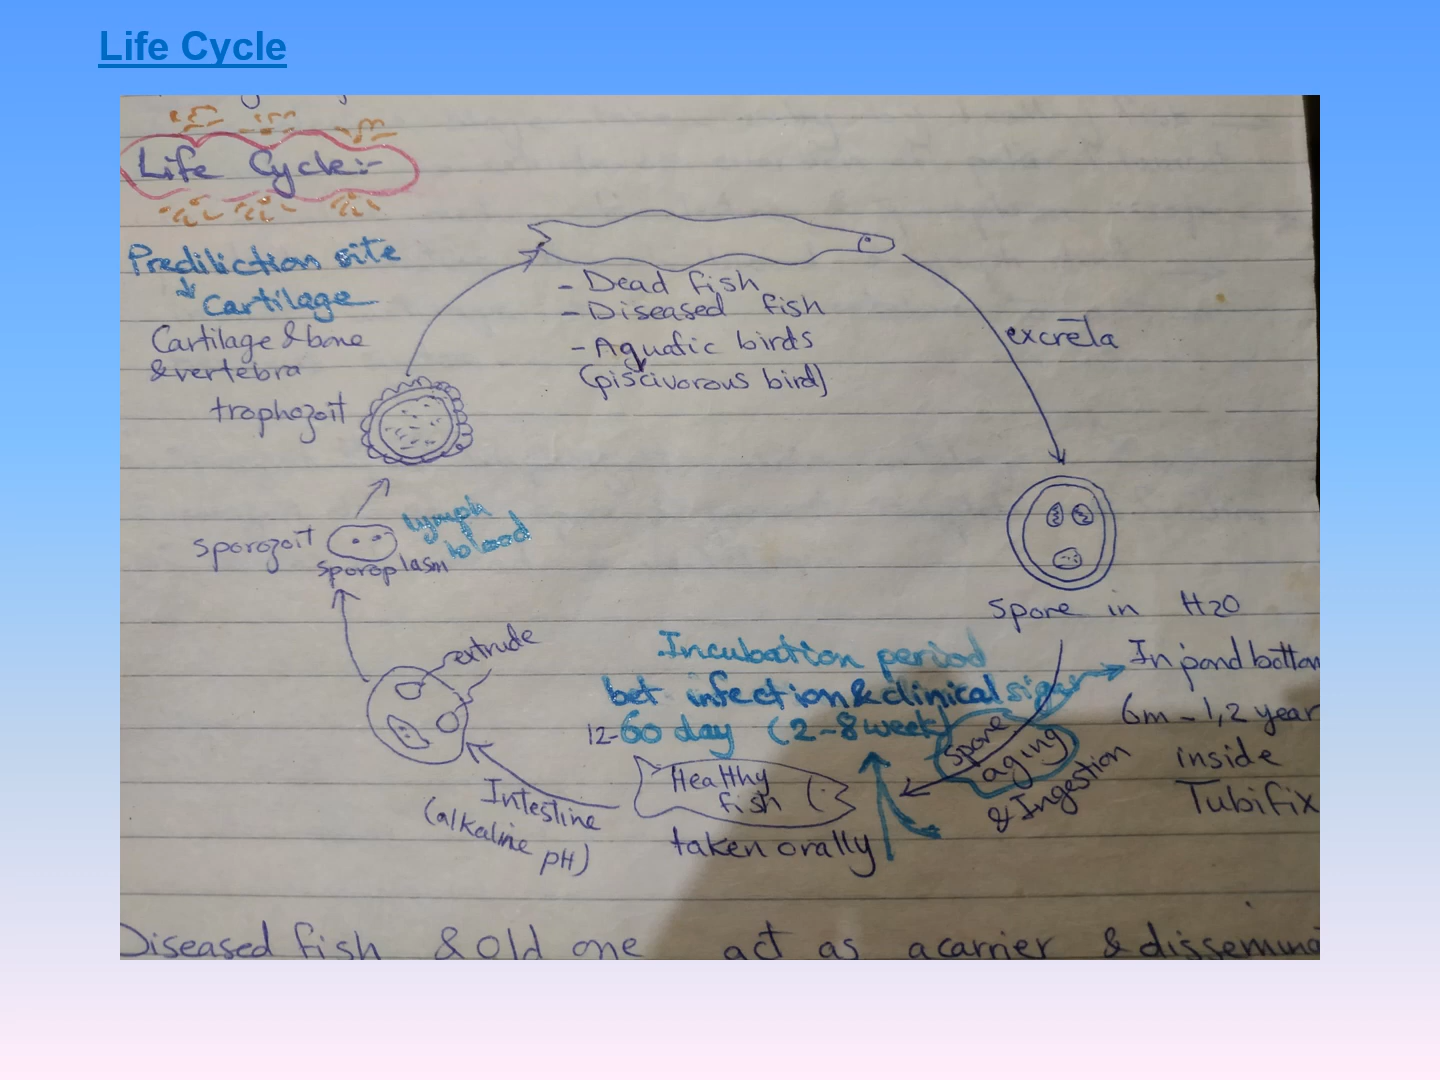 Life Cycle
Life Cycle:-
Prediliction site
Cartilage
Cartilage & bone
& vertebra
trophozoit
- Dead fish
- Diseased fish
- Aquatic birds
(piscivorous bird)
excreta
sporozoit
sporoplasm
lymph
blood
Spore in H2O
extrude
Incubation period
bet infection & clinical sign
12-60 day (2-8 week)
In pond bottom
6m - 1,2 year
inside
Tubifix
spore
aging
& Ingestion
Healthy
fish
taken orally
Intestine
(alkaline pH)
Diseased fish & old one act as a carrier &